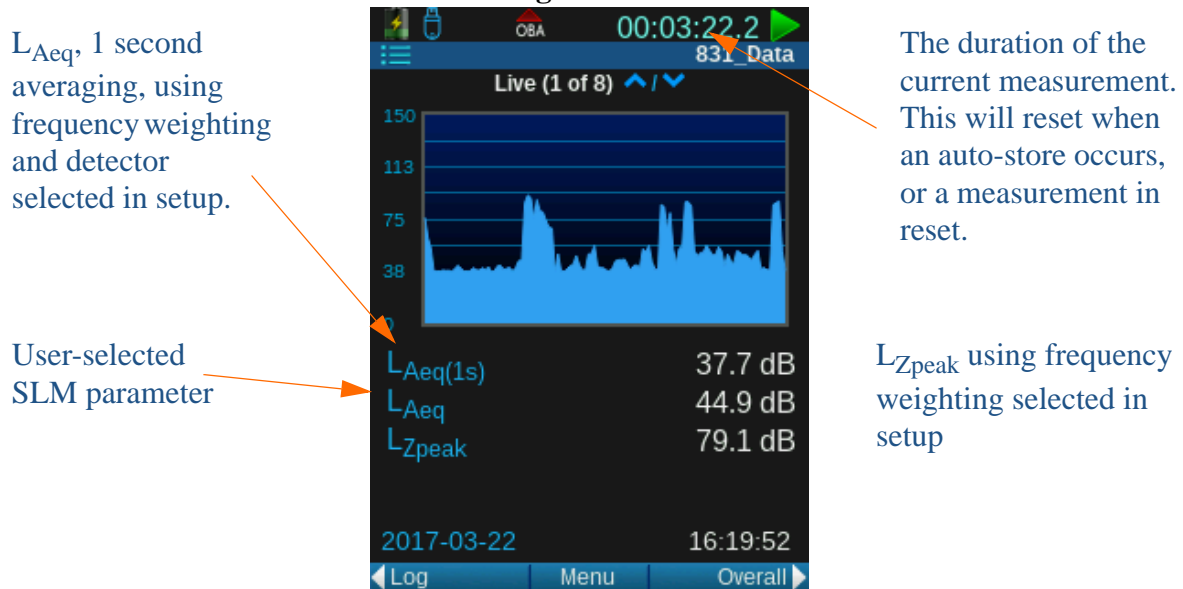 LAeq, 1 second
averaging, using
frequency weighting
and detector
selected in setup.
User-selected
SLM parameter
OBA 00:03:22.2
831_Data
Live (1 of 8) /
150
113
75
38
0
LAeq(1s) 37.7 dB
LAeq 44.9 dB
LZpeak 79.1 dB
2017-03-22 16:19:52
Log Menu Overall
The duration of the
current measurement.
This will reset when
an auto-store occurs,
or a measurement in
reset.
LZpeak using frequency
weighting selected in
setup